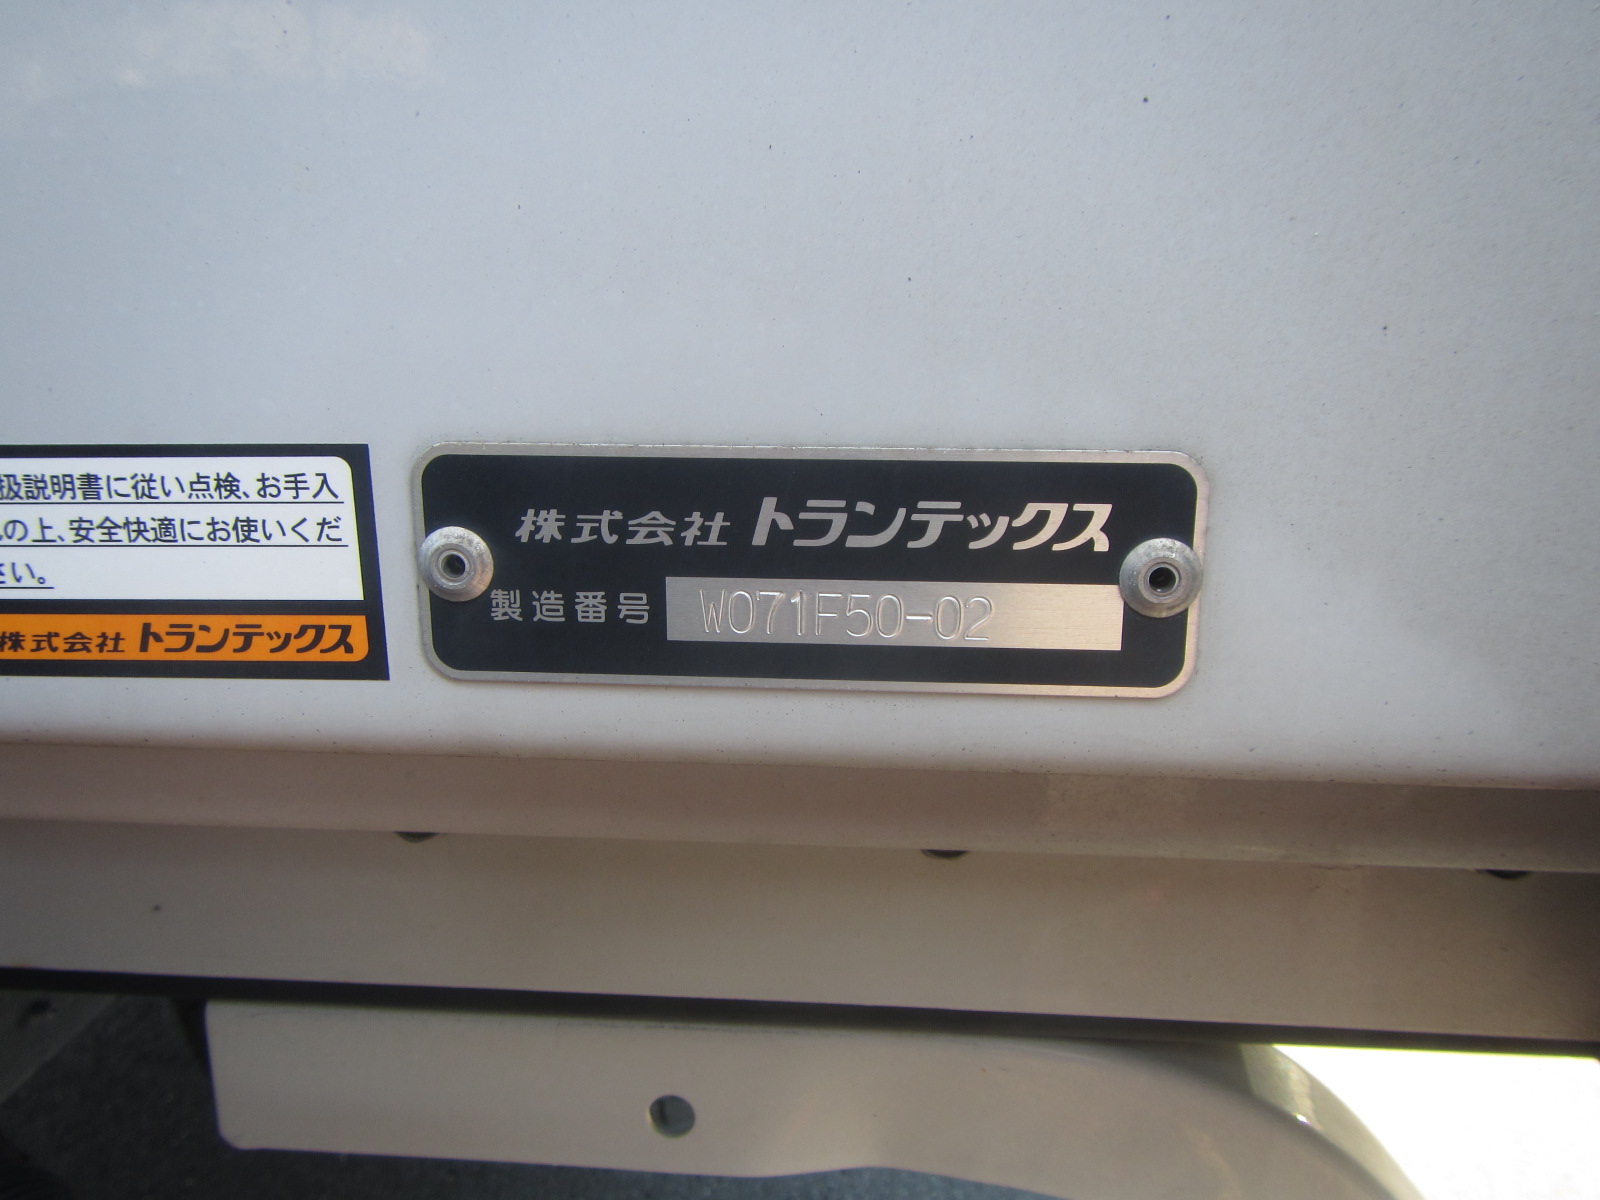 扱説明書に従い点検、お手入
の上、安全快適にお使いくだ
さい。
株式会社 トランテックス
株式会社 トランテックス
製造番号 W071F50-02